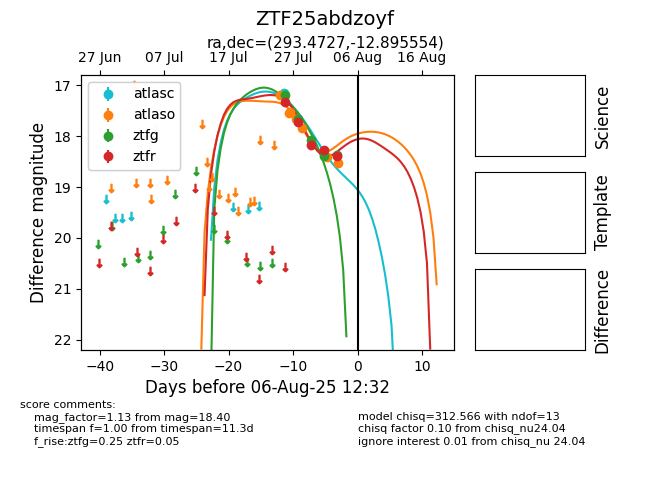 ZTF25abdzoyf
ra,dec=(293.4727,-12.895554)
27 Jun 07 Jul 17 Jul 27 Jul 06 Aug 16 Aug
17
18
19
20
21
22
Difference magnitude
atlasc
atlaso
ztfg
ztfr
−40 −30 −20 −10 0 10
Days before 06-Aug-25 12:32
Science
Template
Difference
score comments:
mag_factor=1.13 from mag=18.40
timespan f=1.00 from timespan=11.3d
f_rise:ztfg=0.25 ztfr=0.05
model chisq=312.566 with ndof=13
chisq factor 0.10 from chisq_nu24.04
ignore interest 0.01 from chisq_nu 24.04